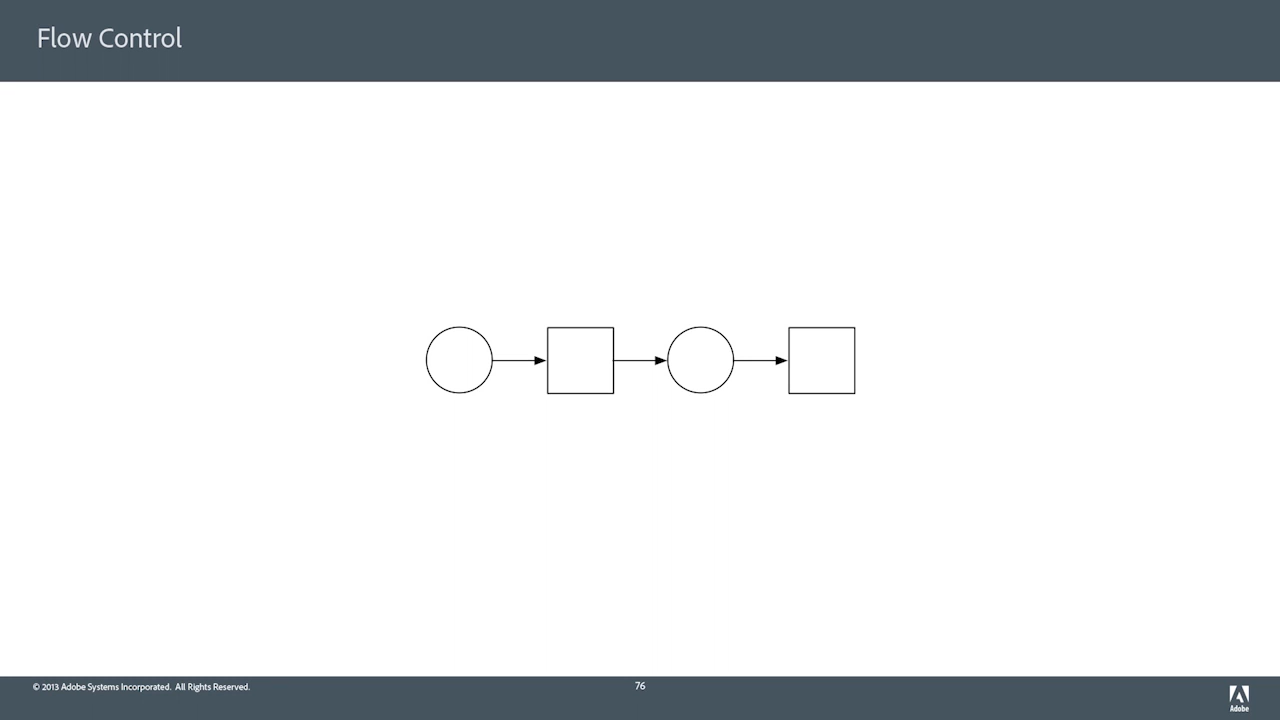 Flow Control
© 2013 Adobe Systems Incorporated. All Rights Reserved.
76
Adobe